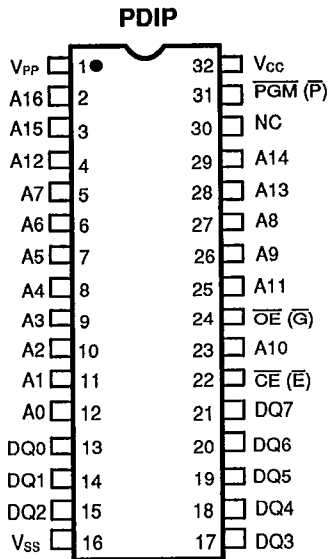 PDIP
VPP 1 32 VCC
A16 2 31 PGM (P)
A15 3 30 NC
A12 4 29 A14
A7 5 28 A13
A6 6 27 A8
A5 7 26 A9
A4 8 25 A11
A3 9 24 OE (G)
A2 10 23 A10
A1 11 22 CE (E)
A0 12 21 DQ7
DQ0 13 20 DQ6
DQ1 14 19 DQ5
DQ2 15 18 DQ4
VSS 16 17 DQ3